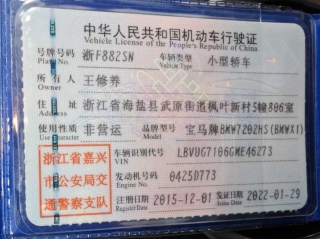 中华人民共和国机动车行驶证
Vehicle License of the People's Republic of China
号牌号码 浙F882SN 车辆类型 小型轿车
Plate No. Vehicle Type
所有人 王修养
Owner
住址 浙江省海盐县武原街道枫叶新村5幢806室
Address
使用性质 非营运 品牌型号 宝马牌BMW7202HS(BMWX1)
Use Character Model
浙江省嘉兴
市公安局交
通警察支队
车辆识别代号 LBVUG7106GME46273
VIN
发动机号码 0425D773
Engine No.
注册日期 2015-12-01 发证日期 2022-01-29
Register Date Issue Date